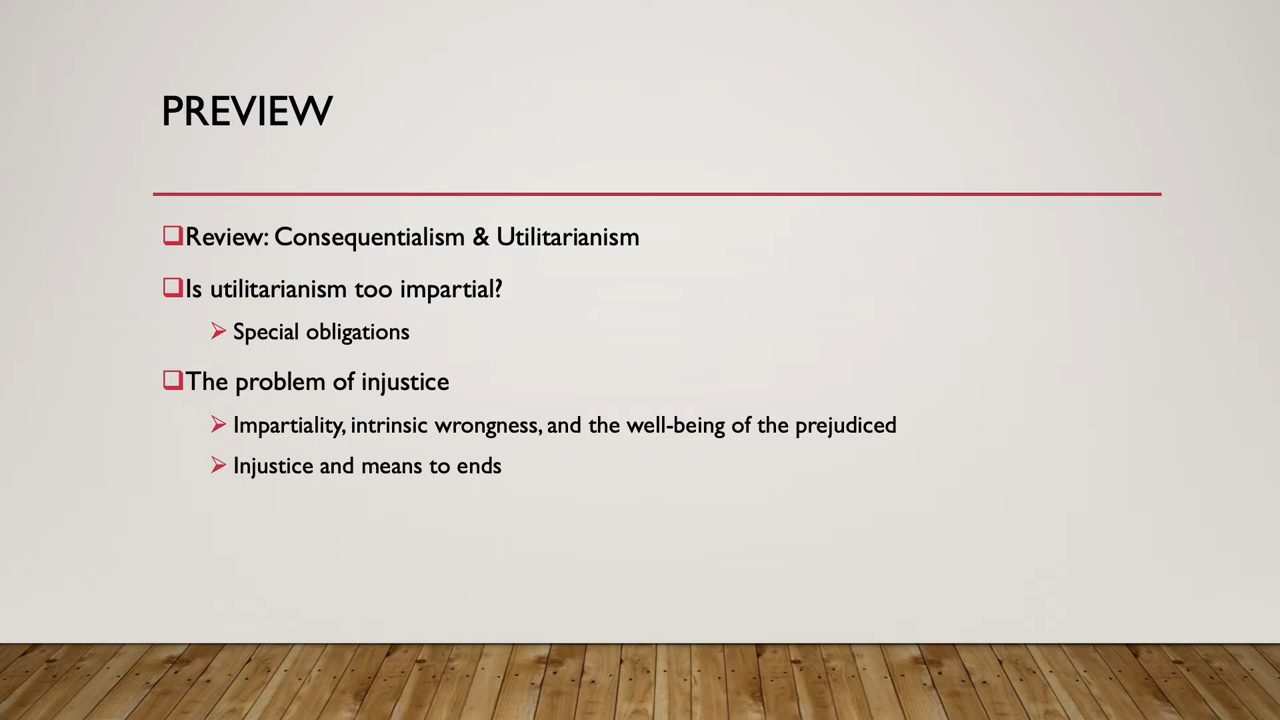 PREVIEW
Review: Consequentialism & Utilitarianism
Is utilitarianism too impartial?
Special obligations
The problem of injustice
Impartiality, intrinsic wrongness, and the well-being of the prejudiced
Injustice and means to ends